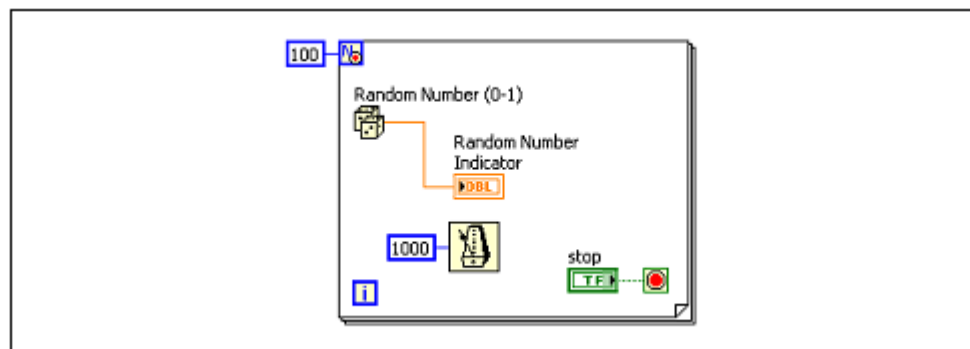 100 N
Random Number (0-1)
Random Number
Indicator
DBL
1000
stop
TF
i